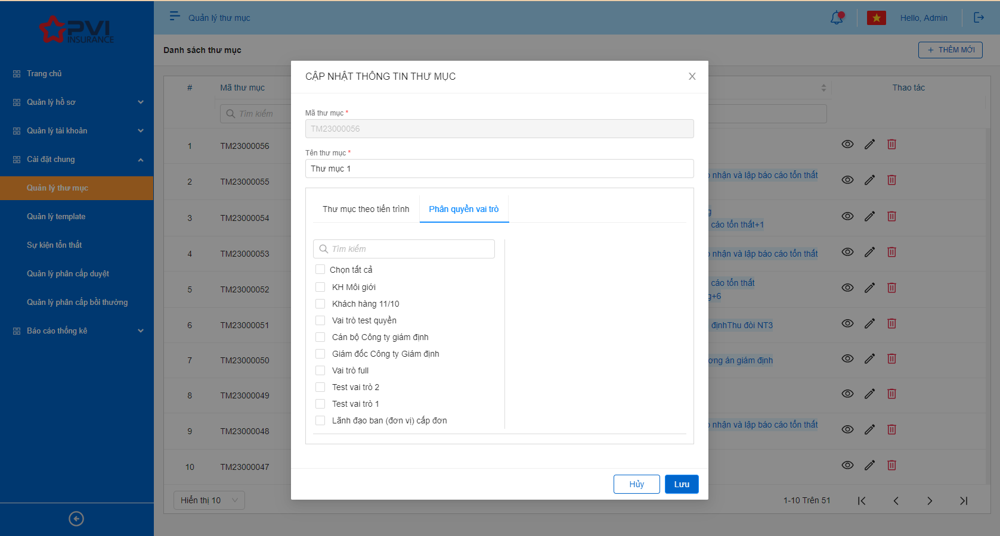 PVI
INSURANCE
Quản lý thư mục
Hello, Admin
Danh sách thư mục
THÊM MỚI
Trang chủ
Quản lý hồ sơ
Quản lý tài khoản
Cài đặt chung
Quản lý thư mục
Quản lý template
Sự kiện tổn thất
Quản lý phân cấp duyệt
Quản lý phân cấp bồi thường
Báo cáo thống kê
# Mã thư mục Thao tác
Tìm kiếm
1 TM23000056
2 TM23000055 nhận và lập báo cáo tổn thất
3 TM23000054 g
cáo tổn thất+1
4 TM23000053 nhận và lập báo cáo tổn thất
5 TM23000052 cáo tổn thất
g+6
6 TM23000051 địnhThu đòi NT3
7 TM23000050 ơng án giám định
8 TM23000049
9 TM23000048 nhận và lập báo cáo tổn thất
10 TM23000047
Hiển thị 10
1-10 Trên 51
CẬP NHẬT THÔNG TIN THƯ MỤC
Mã thư mục *
TM23000056
Tên thư mục *
Thư mục 1
Thư mục theo tiến trình Phân quyền vai trò
Tìm kiếm
Chọn tất cả
KH Môi giới
Khách hàng 11/10
Vai trò test quyền
Cán bộ Công ty giám định
Giám đốc Công ty Giám định
Vai trò full
Test vai trò 2
Test vai trò 1
Lãnh đạo ban (đơn vị) cấp đơn
Hủy Lưu